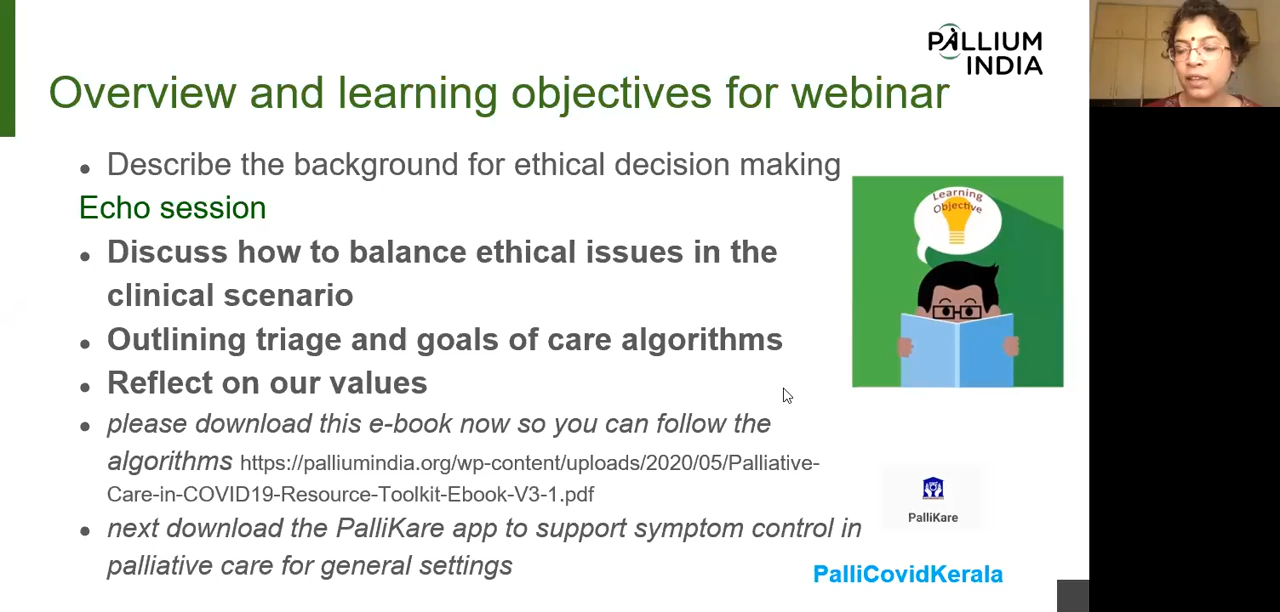 PALLIUM
INDIA
Overview and learning objectives for webinar
• Describe the background for ethical decision making
Echo session
• Discuss how to balance ethical issues in the
clinical scenario
• Outlining triage and goals of care algorithms
• Reflect on our values
• please download this e-book now so you can follow the
algorithms https://palliumindia.org/wp-content/uploads/2020/05/Palliative-
Care-in-COVID19-Resource-Toolkit-Ebook-V3-1.pdf
• next download the PalliKare app to support symptom control in
palliative care for general settings
Learning
Objective
PalliKare
PalliCovidKerala